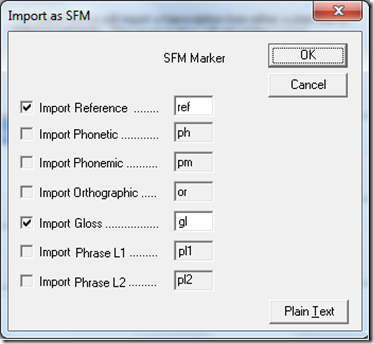 Import as SFM
SFM Marker
OK
Cancel
Import Reference ........ ref
Import Phonetic ............ ph
Import Phonemic ......... pm
Import Orthographic ..... or
Import Gloss ................. gl
Import Phrase L1 ......... pl1
Import Phrase L2 ......... pl2
Plain Text